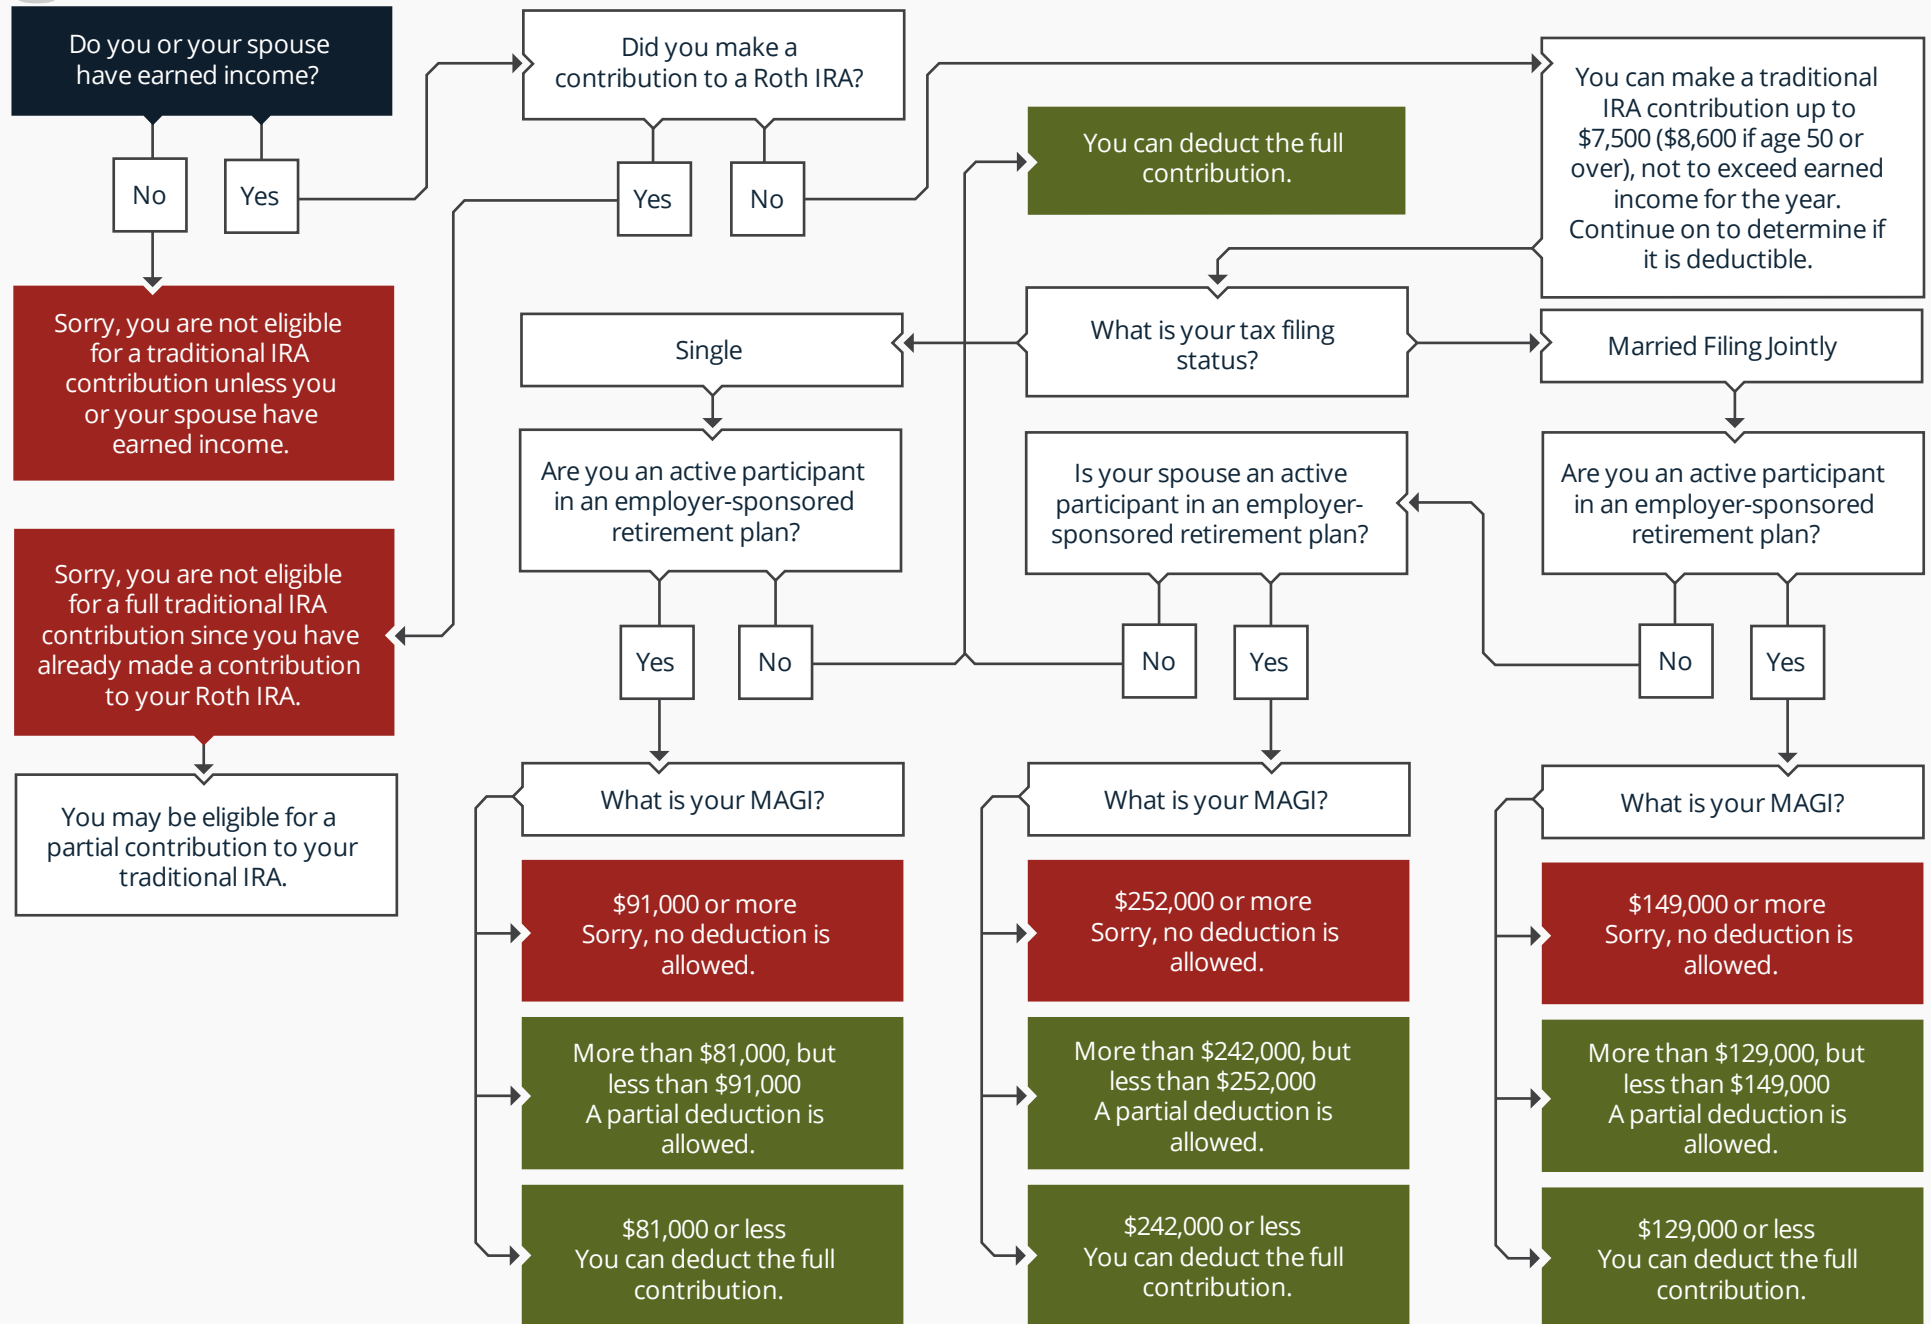 Do you or your spouse
have earned income?
No
Yes
Did you make a
contribution to a Roth IRA?
Yes
No
You can make a traditional
IRA contribution up to
$7,500 ($8,600 if age 50 or
over), not to exceed earned
income for the year.
Continue on to determine if
it is deductible.
You can deduct the full
contribution.
Sorry, you are not eligible
for a traditional IRA
contribution unless you
or your spouse have
earned income.
Sorry, you are not eligible
for a full traditional IRA
contribution since you have
already made a contribution
to your Roth IRA.
You may be eligible for a
partial contribution to your
traditional IRA.
What is your tax filing
status?
Single
Married Filing Jointly
Are you an active participant
in an employer-sponsored
retirement plan?
Yes
No
Is your spouse an active
participant in an employer-
sponsored retirement plan?
No
Yes
Are you an active participant
in an employer-sponsored
retirement plan?
No
Yes
What is your MAGI?
$91,000 or more
Sorry, no deduction is
allowed.
More than $81,000, but
less than $91,000
A partial deduction is
allowed.
$81,000 or less
You can deduct the full
contribution.
What is your MAGI?
$252,000 or more
Sorry, no deduction is
allowed.
More than $242,000, but
less than $252,000
A partial deduction is
allowed.
$242,000 or less
You can deduct the full
contribution.
What is your MAGI?
$149,000 or more
Sorry, no deduction is
allowed.
More than $129,000, but
less than $149,000
A partial deduction is
allowed.
$129,000 or less
You can deduct the full
contribution.